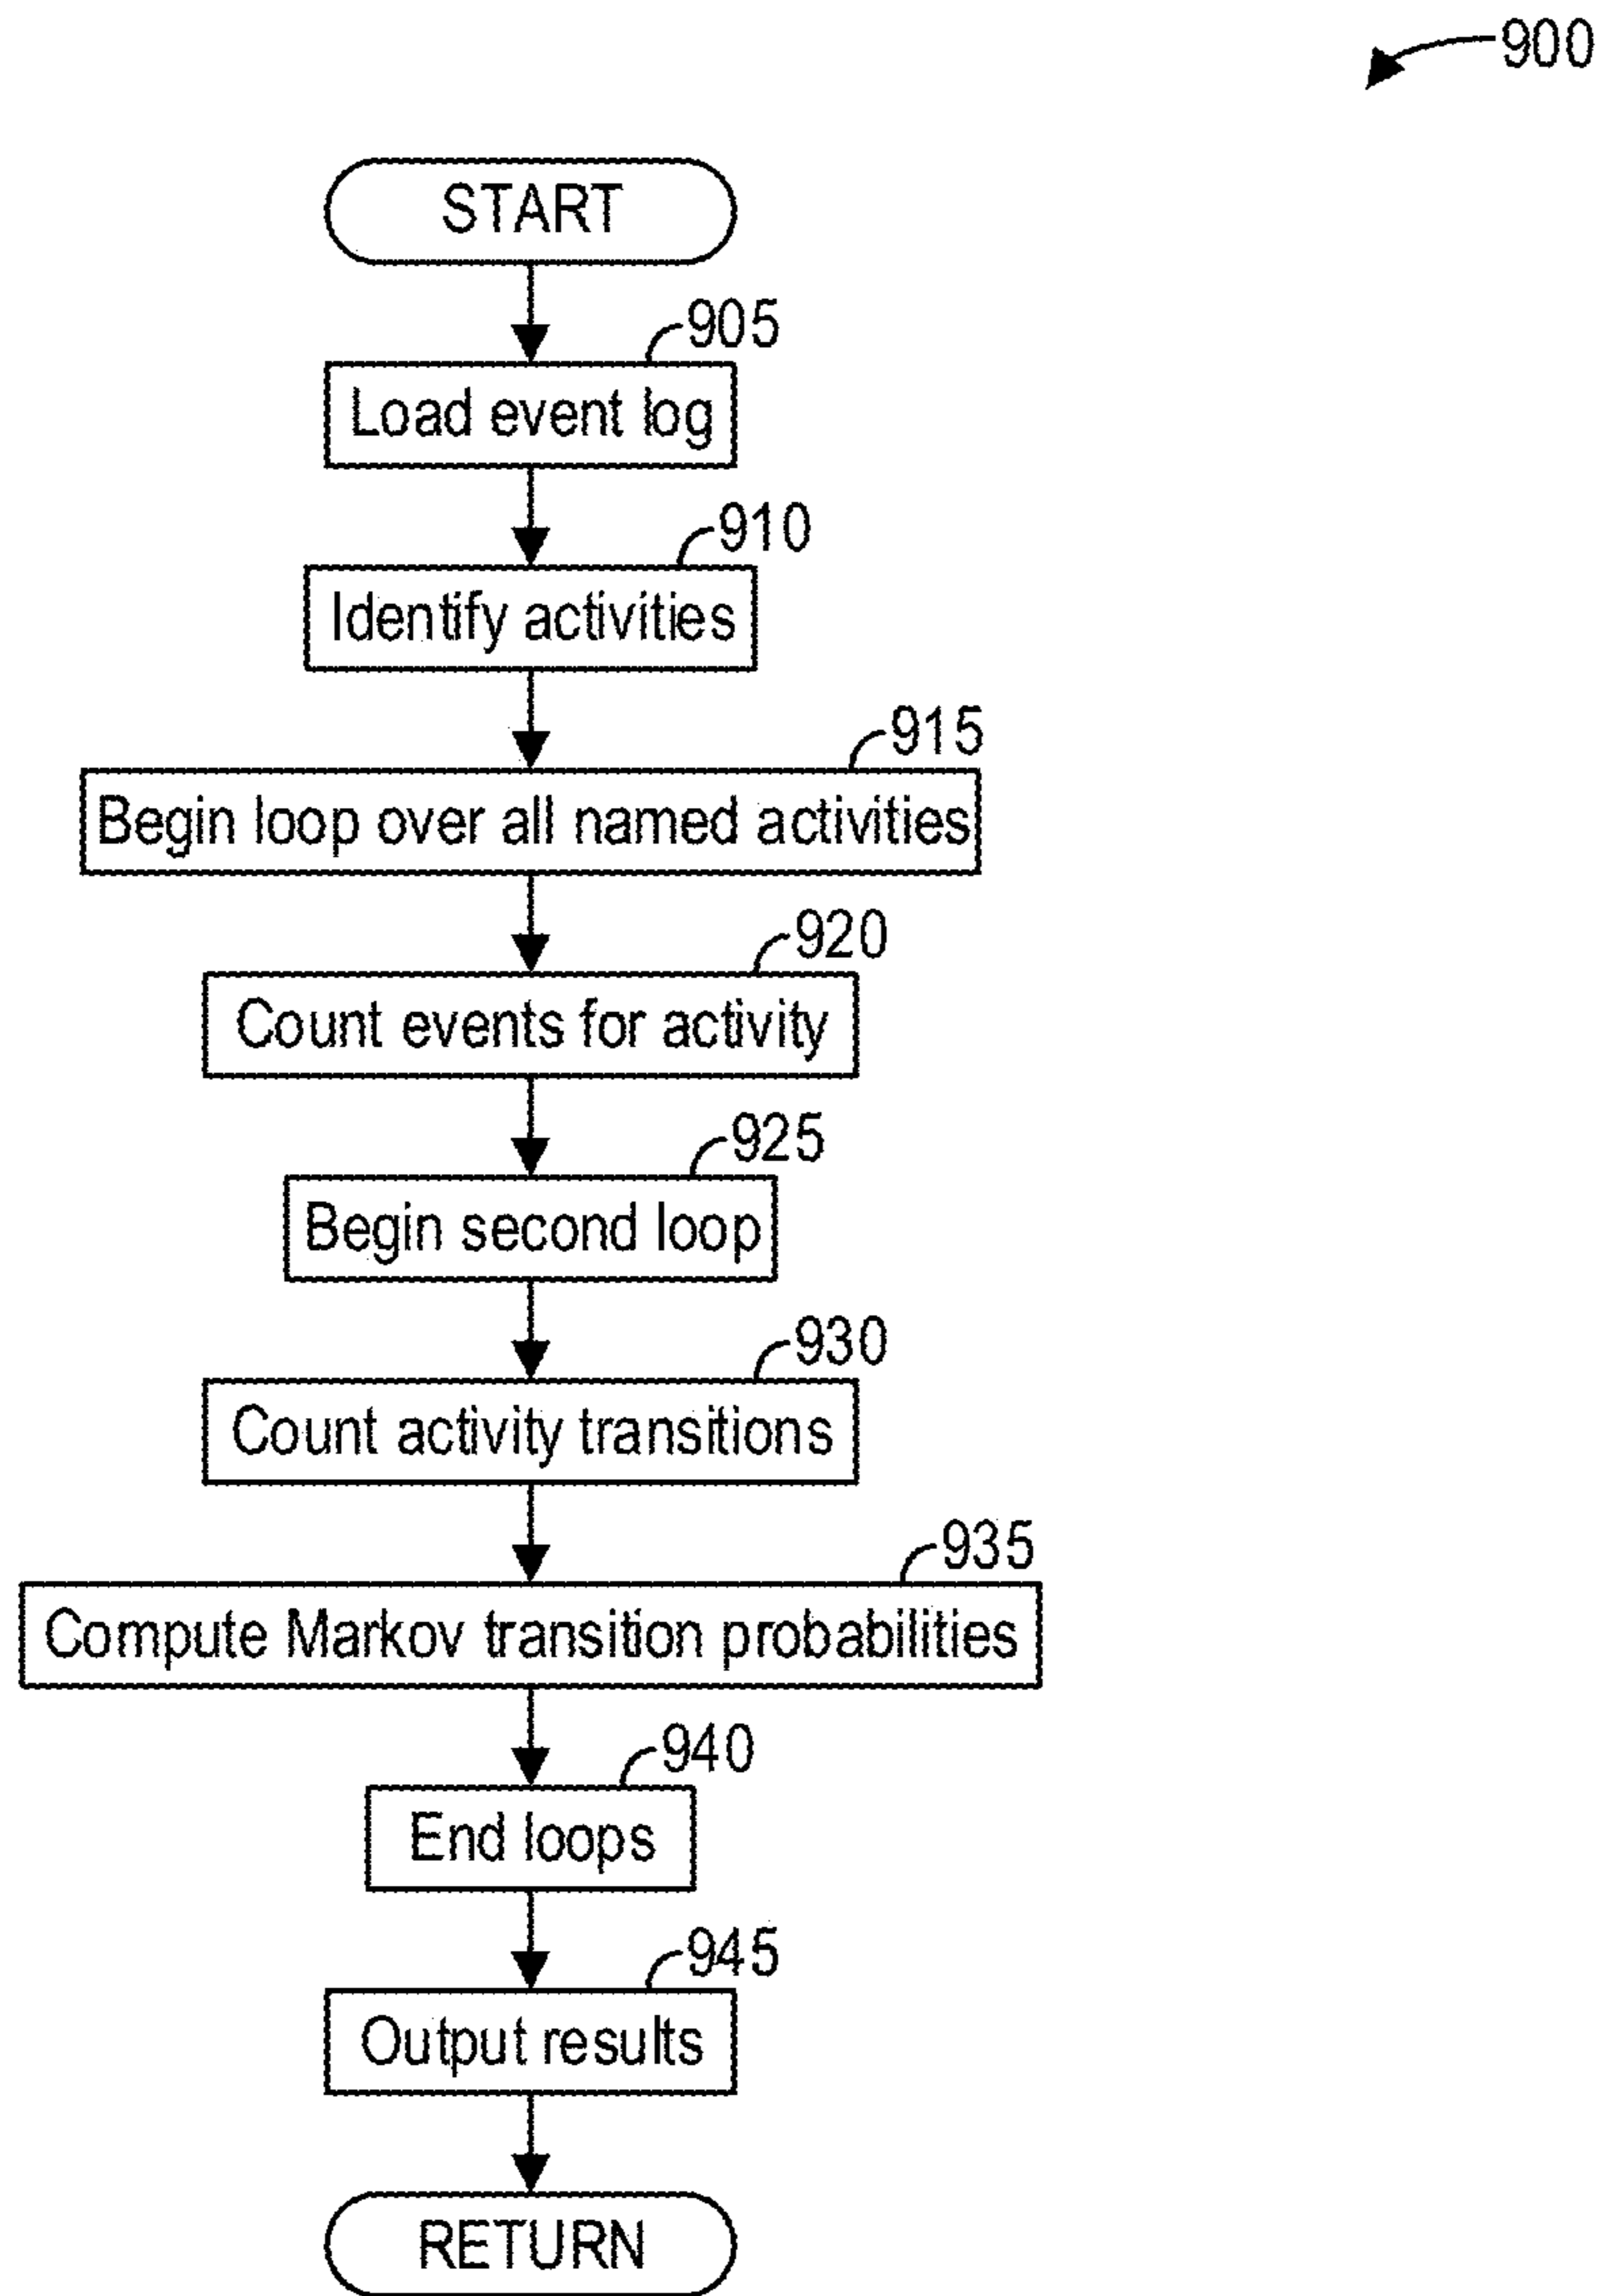 900
START
905
Load event log
910
Identify activities
915
Begin loop over all named activities
920
Count events for activity
925
Begin second loop
930
Count activity transitions
935
Compute Markov transition probabilities
940
End loops
945
Output results
RETURN